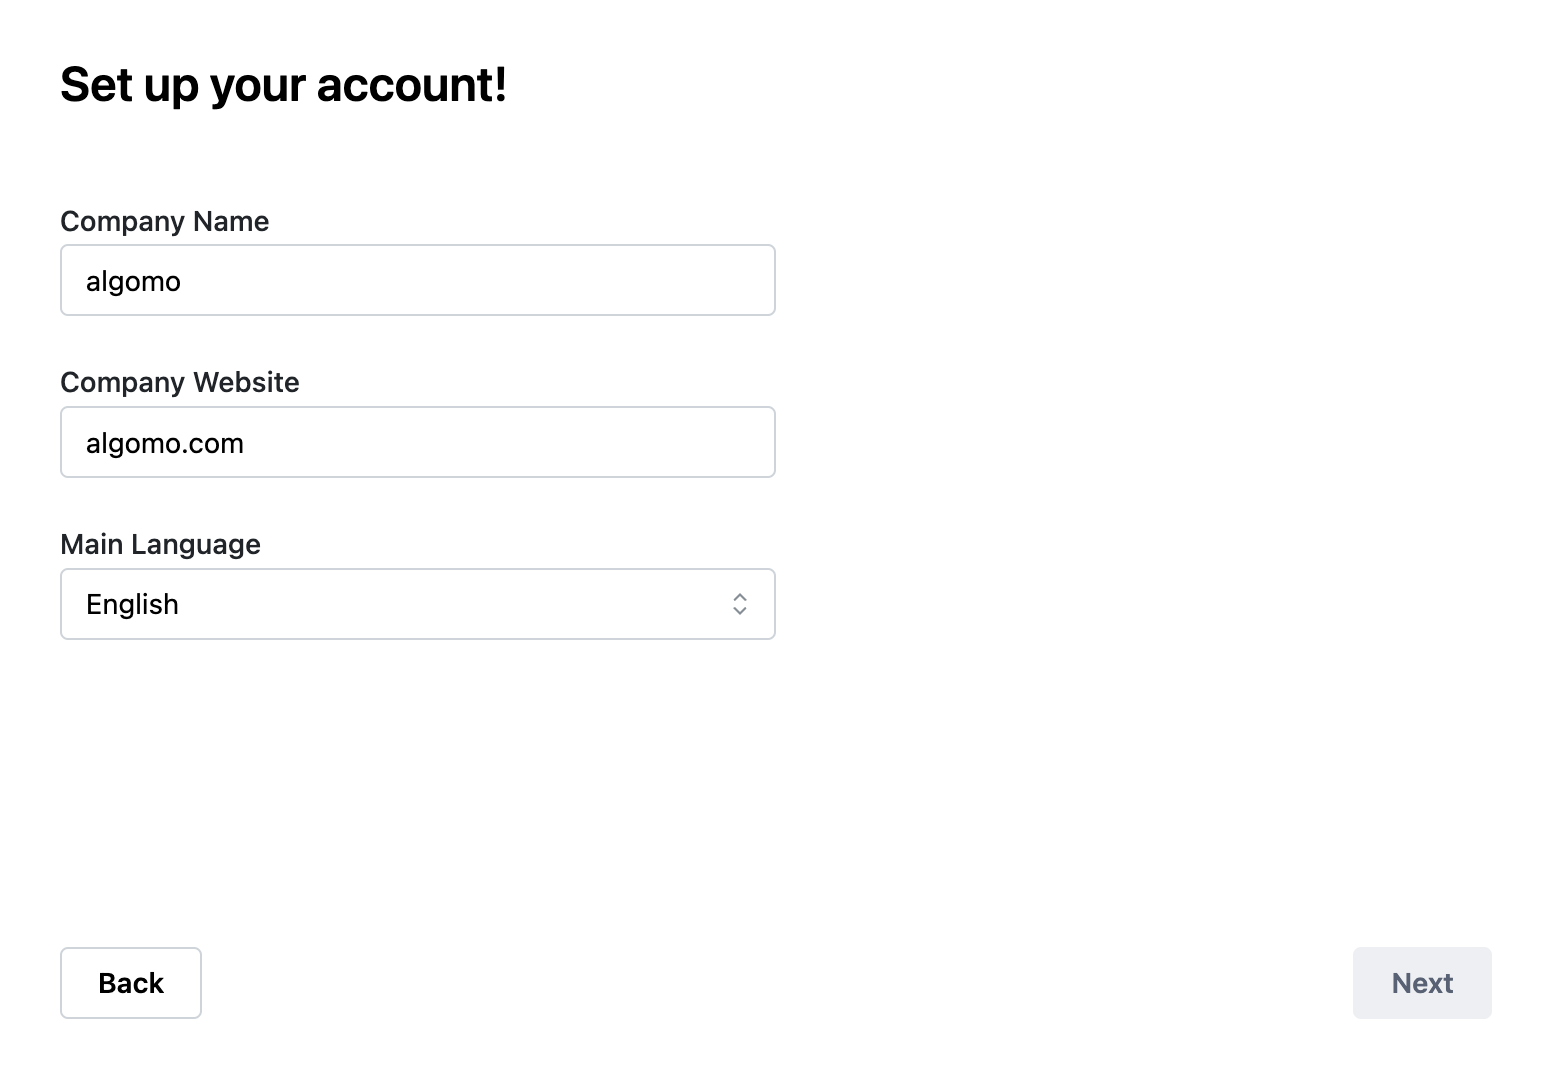 Set up your account!
Company Name
algomo
Company Website
algomo.com
Main Language
English
Back
Next